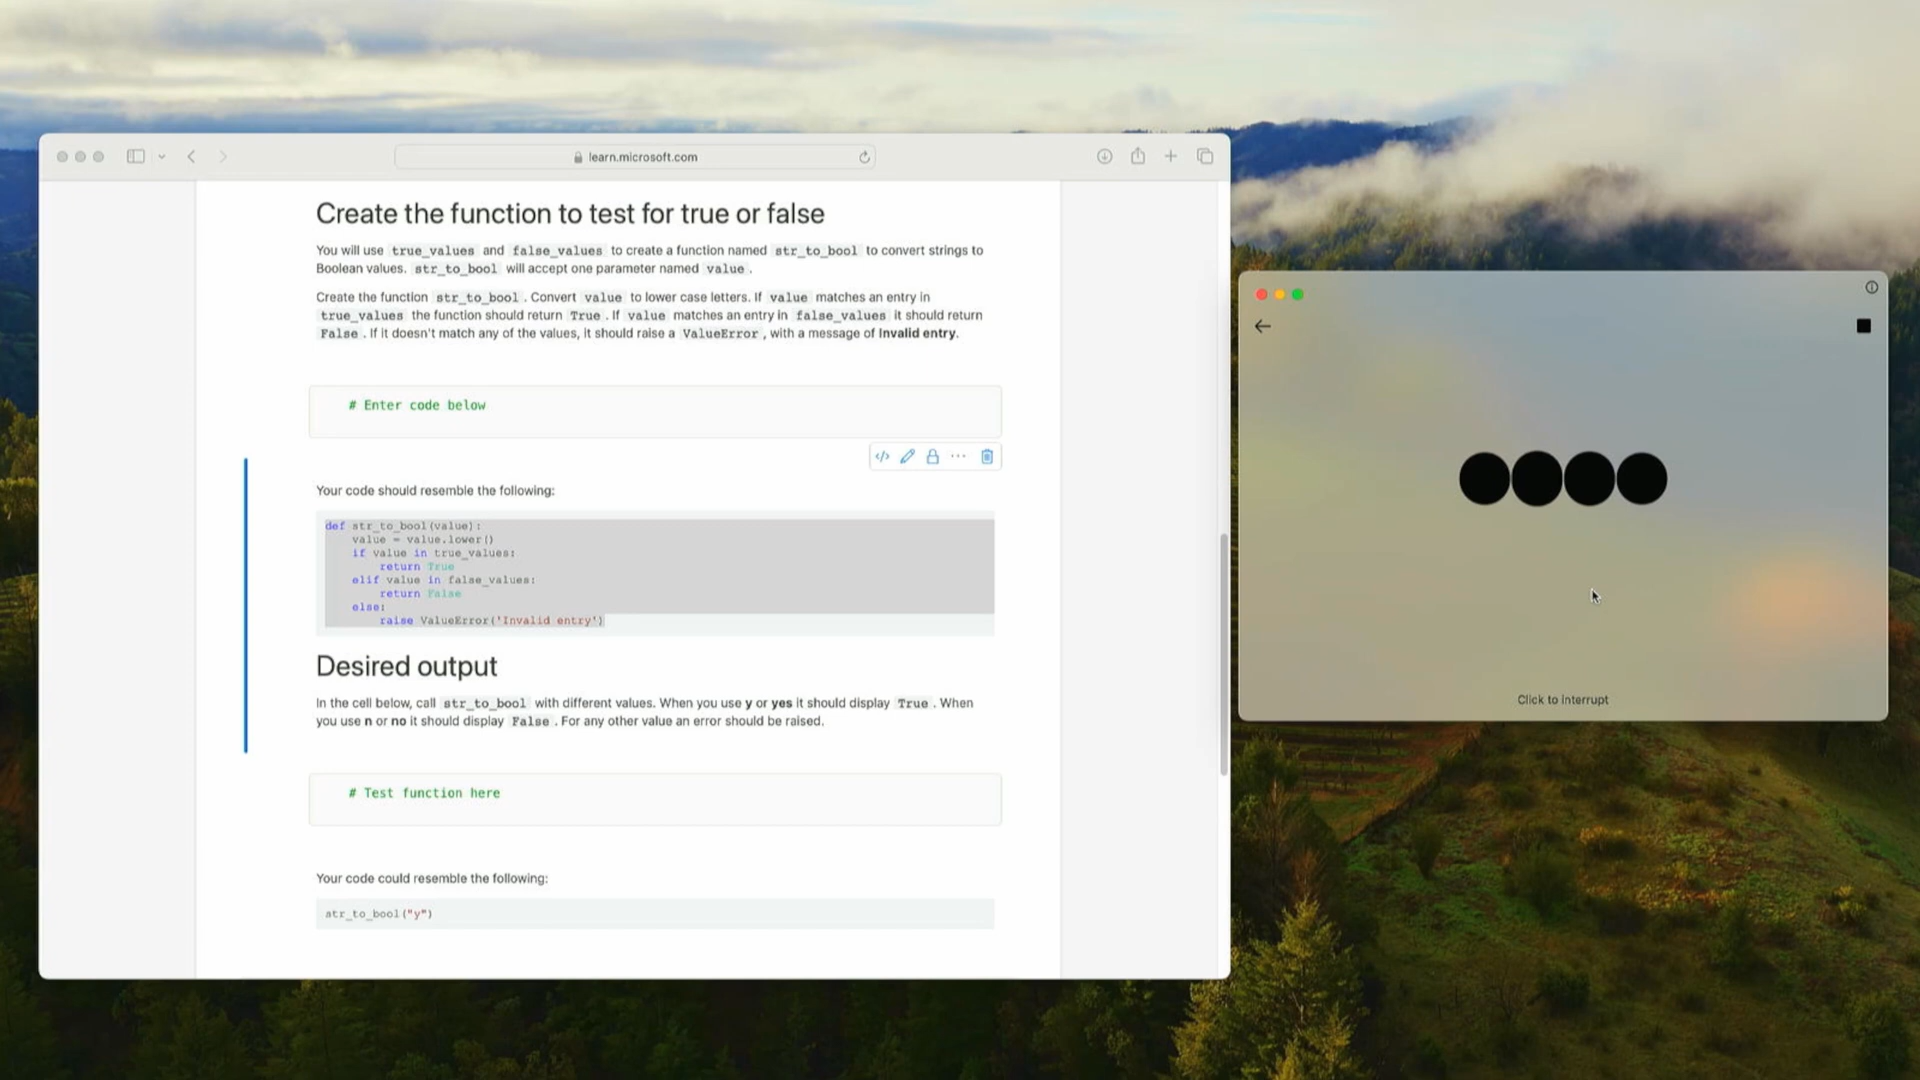 learn.microsoft.com
Create the function to test for true or false
You will use true_values and false_values to create a function named str_to_bool to convert strings to
Boolean values. str_to_bool will accept one parameter named value.
Create the function str_to_bool. Convert value to lower case letters. If value matches an entry in
true_values the function should return True. If value matches an entry in false_values it should return
False. If it doesn't match any of the values, it should raise a ValueError, with a message of Invalid entry.
# Enter code below
Your code should resemble the following:
def str_to_bool(value):
    value = value.lower()
    if value in true_values:
        return True
    elif value in false_values:
        return False
    else:
        raise ValueError('Invalid entry')
Desired output
In the cell below, call str_to_bool with different values. When you use y or yes it should display True. When
you use n or no it should display False. For any other value an error should be raised.
# Test function here
Your code could resemble the following:
str_to_bool("y")
Click to interrupt